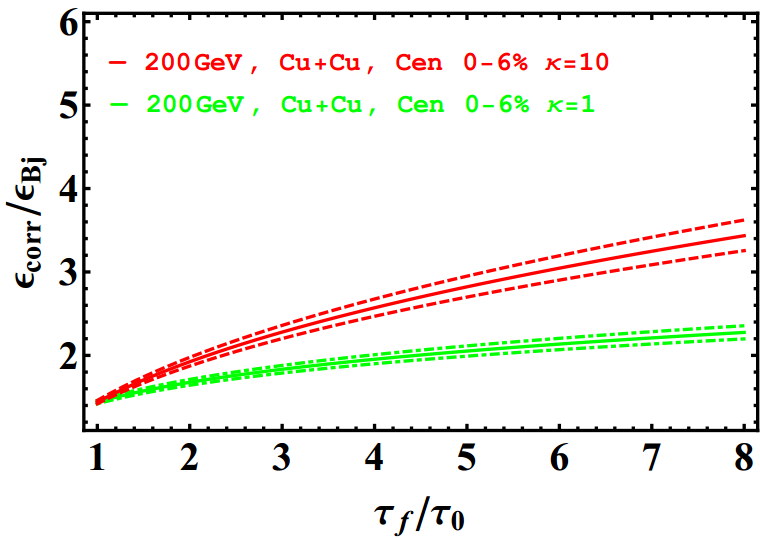 6
— 200GeV, Cu+Cu, Cen 0-6% κ=10
5
— 200GeV, Cu+Cu, Cen 0-6% κ=1
4
ϵcorr/ϵBj
3
2
1 2 3 4 5 6 7 8
τf/τ0